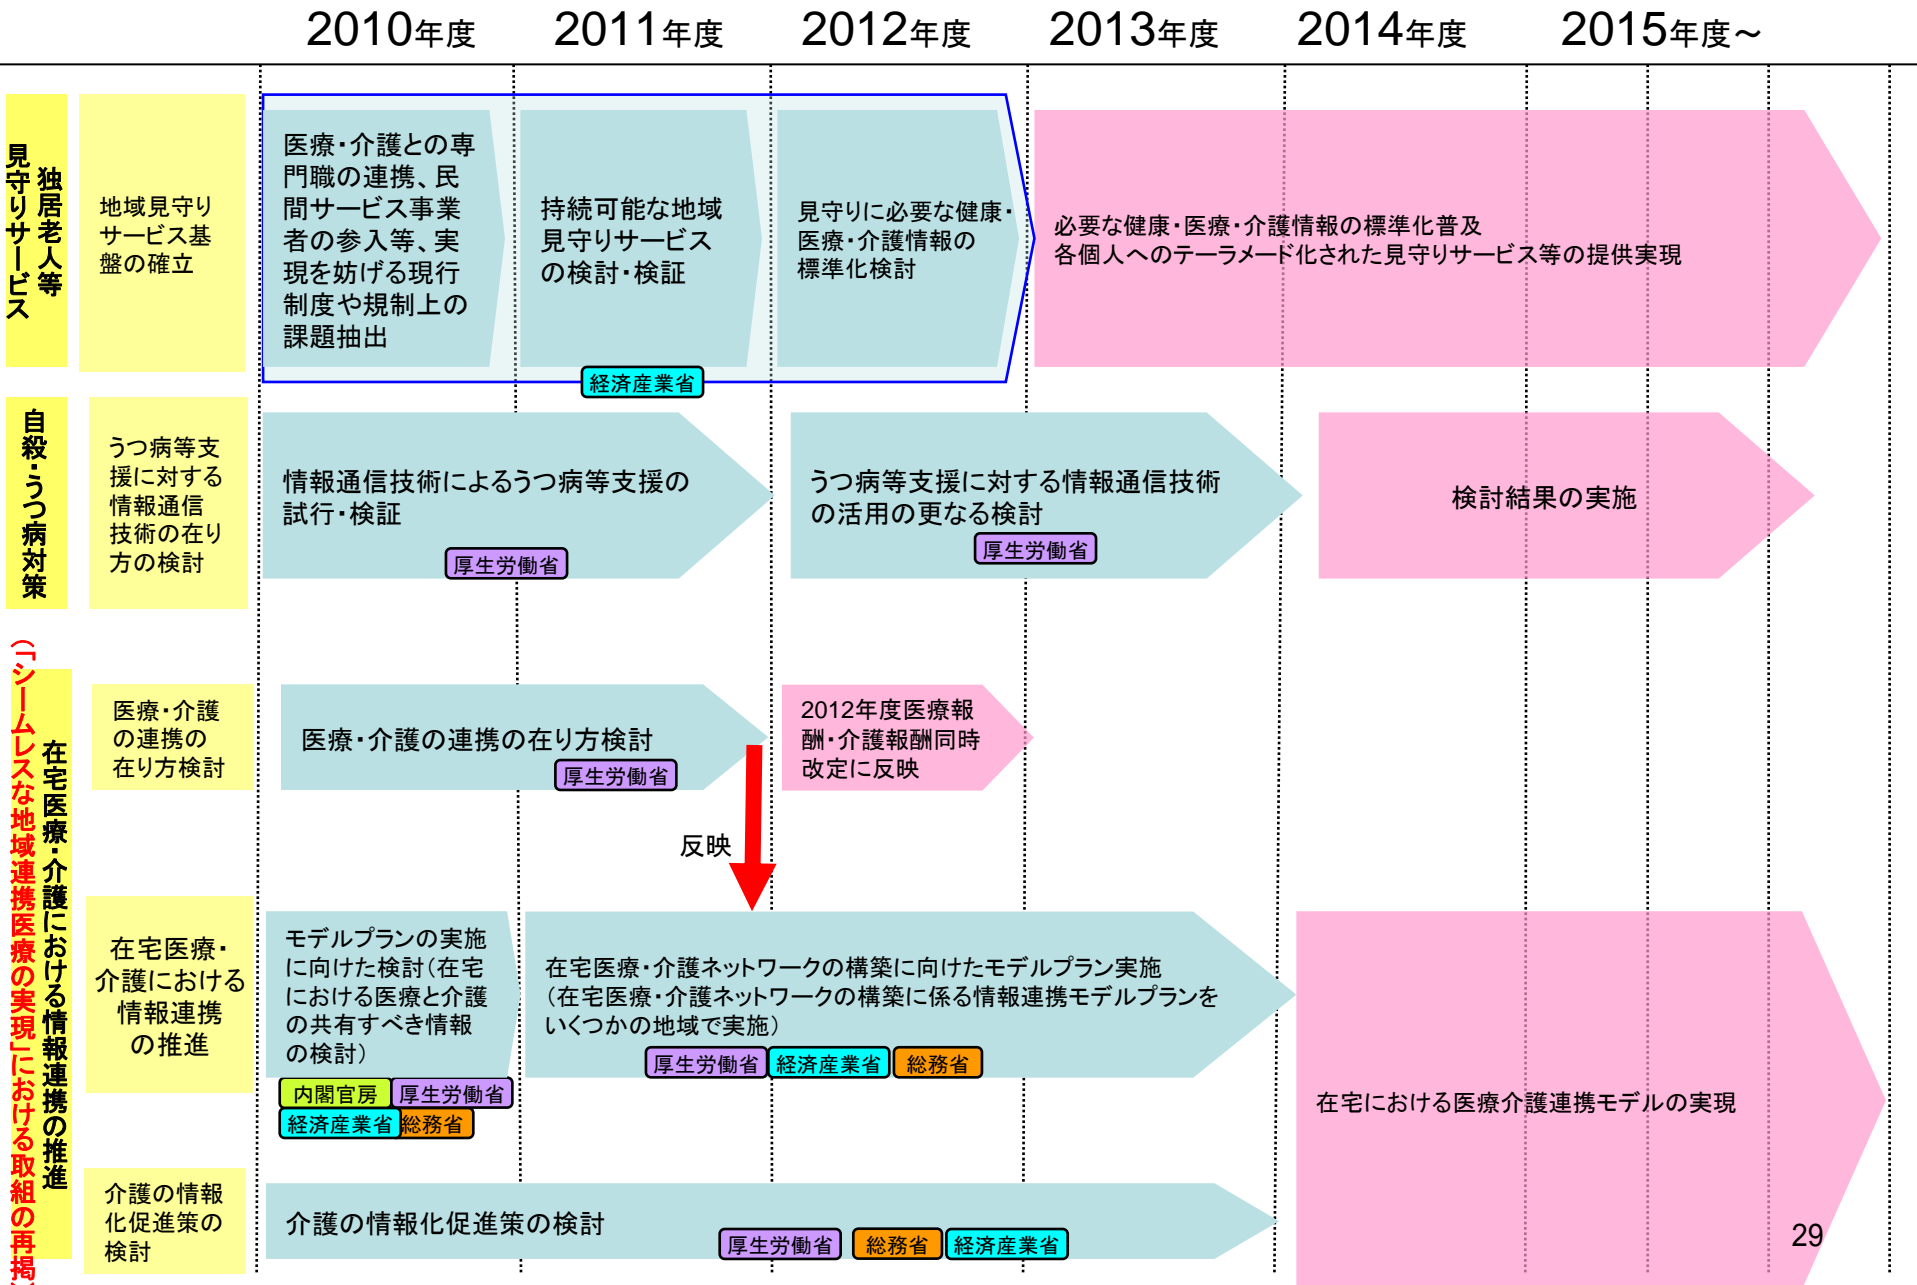 2010年度
2011年度
2012年度
2013年度
2014年度
2015年度～
独居老人等
見守りサービス
地域見守り
サービス基
盤の確立
医療・介護との専
門職の連携、民
間サービス事業
者の参入等、実
現を妨げる現行
制度や規制上の
課題抽出
持続可能な地域
見守りサービス
の検討・検証
見守りに必要な健康・
医療・介護情報の
標準化検討
必要な健康・医療・介護情報の標準化普及
各個人へのテーラメード化された見守りサービス等の提供実現
経済産業省
自殺・うつ病対策
うつ病等支
援に対する
情報通信
技術の在り
方の検討
情報通信技術によるうつ病等支援の
試行・検証
厚生労働省
うつ病等支援に対する情報通信技術
の活用の更なる検討
厚生労働省
検討結果の実施
在宅医療・介護における情報連携の推進
（「シームレスな地域連携医療の実現」における取組の再掲
医療・介護
の連携の
在り方検討
医療・介護の連携の在り方検討
厚生労働省
2012年度医療報
酬・介護報酬同時
改定に反映
反映
在宅医療・
介護における
情報連携
の推進
モデルプランの実施
に向けた検討（在宅
における医療と介護
の共有すべき情報
の検討）
内閣官房
厚生労働省
経済産業省
総務省
在宅医療・介護ネットワークの構築に向けたモデルプラン実施
（在宅医療・介護ネットワークの構築に係る情報連携モデルプランを
いくつかの地域で実施）
厚生労働省
経済産業省
総務省
在宅における医療介護連携モデルの実現
介護の情報
化促進策の
検討
介護の情報化促進策の検討
厚生労働省
総務省
経済産業省
29